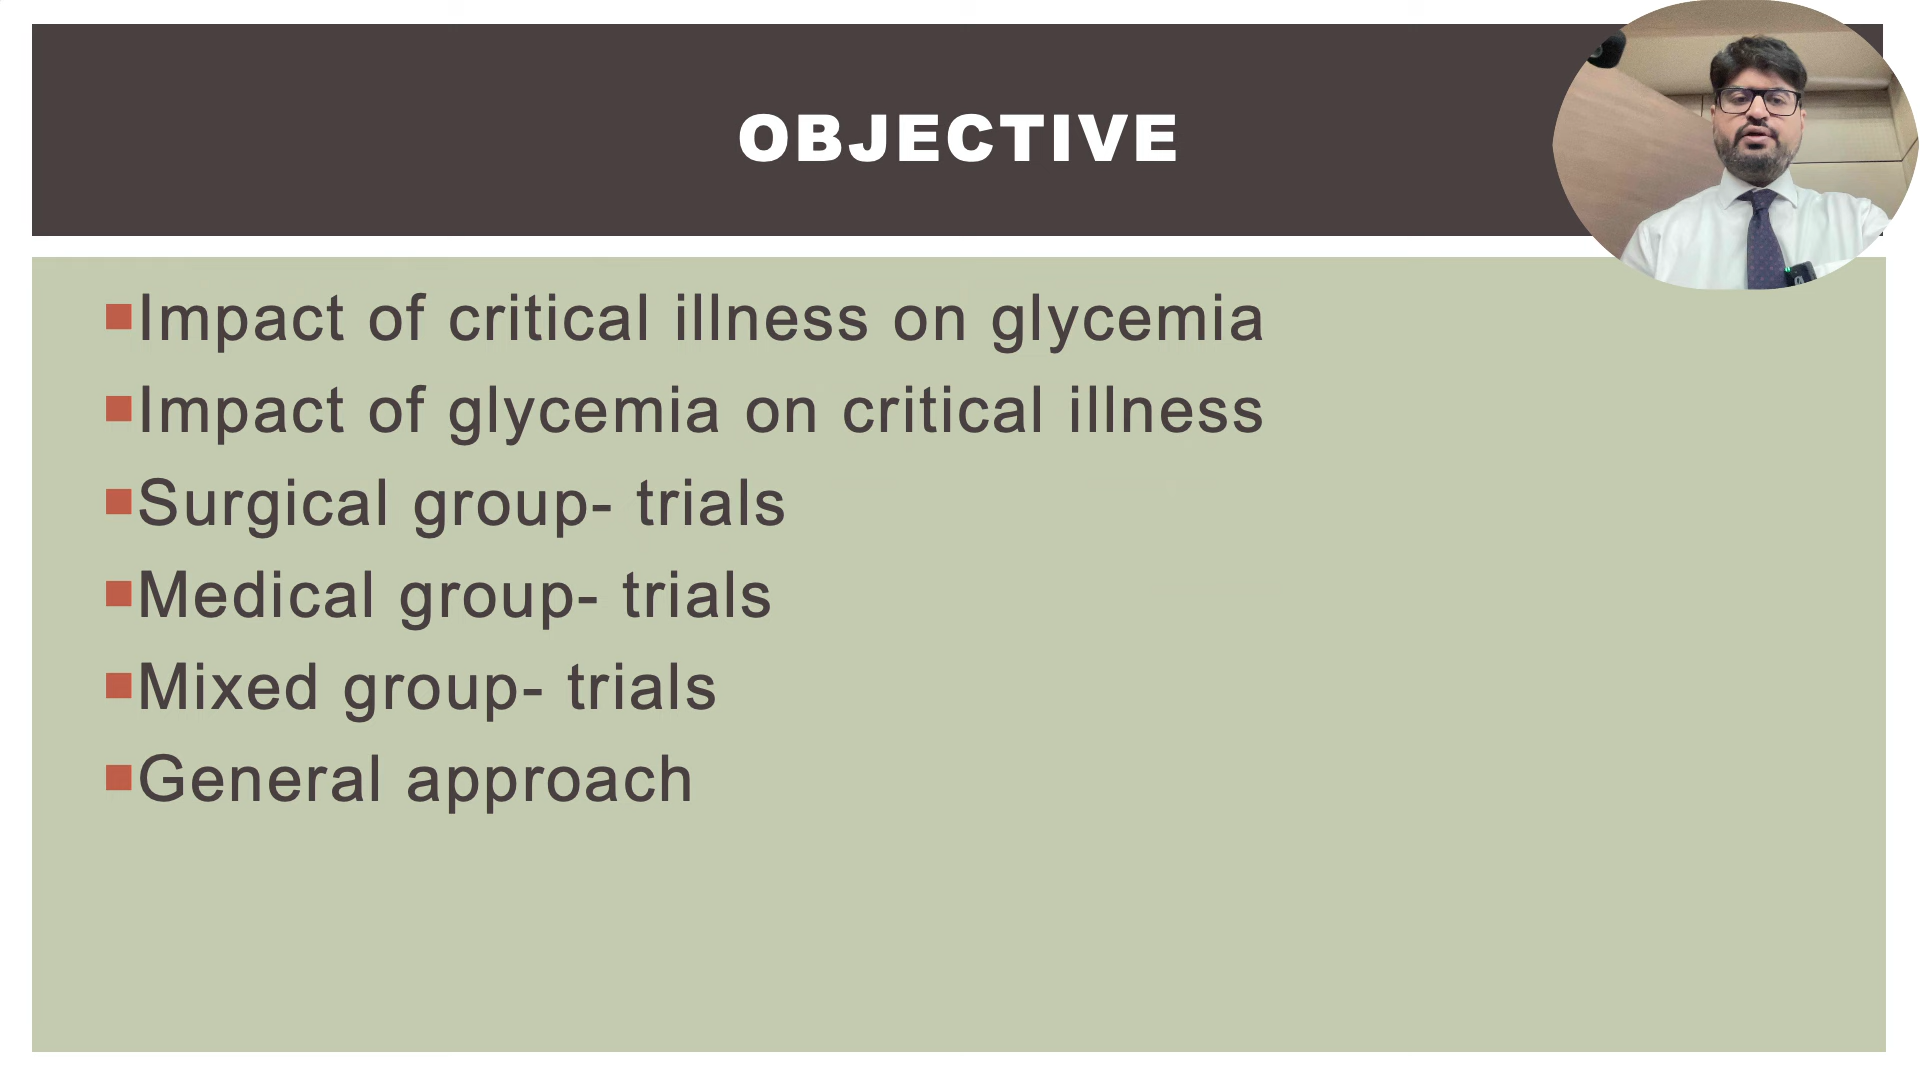 OBJECTIVE
Impact of critical illness on glycemia
Impact of glycemia on critical illness
Surgical group- trials
Medical group- trials
Mixed group- trials
General approach